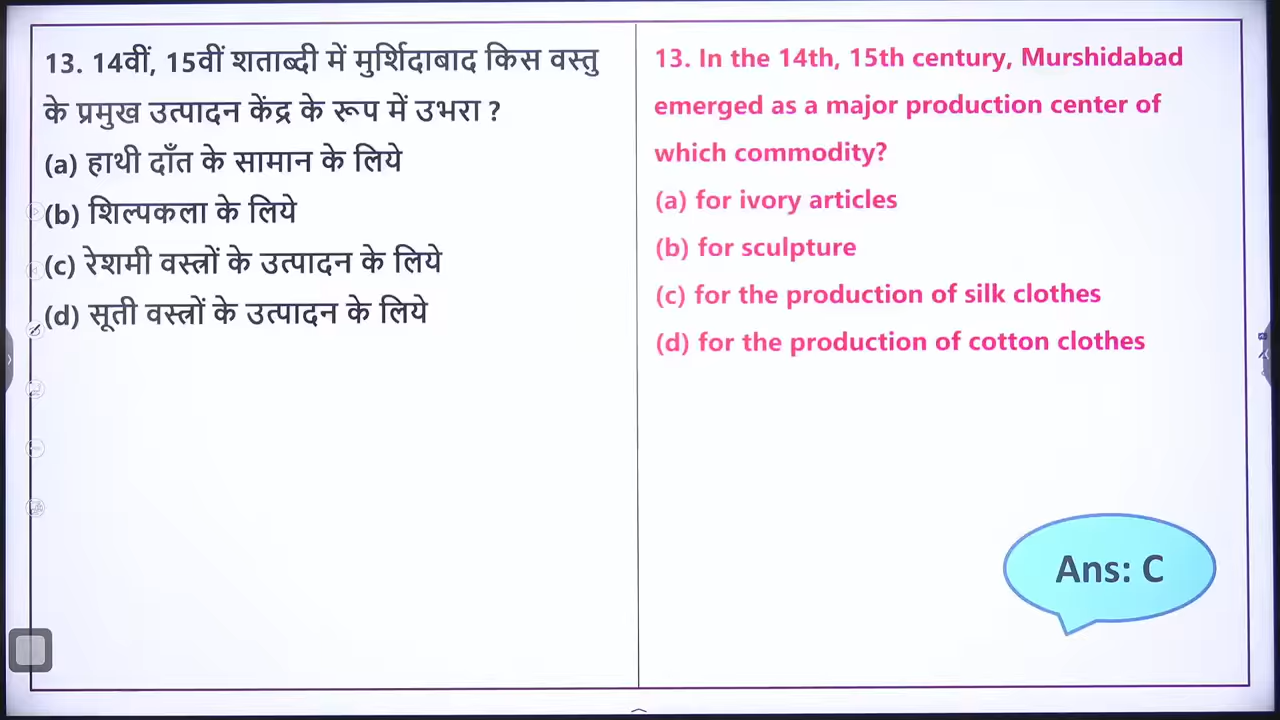 13. 14वीं, 15वीं शताब्दी में मुर्शिदाबाद किस वस्तु
के प्रमुख उत्पादन केंद्र के रूप में उभरा ?
(a) हाथी दाँत के सामान के लिये
(b) शिल्पकला के लिये
(c) रेशमी वस्त्रों के उत्पादन के लिये
(d) सूती वस्त्रों के उत्पादन के लिये
13. In the 14th, 15th century, Murshidabad
emerged as a major production center of
which commodity?
(a) for ivory articles
(b) for sculpture
(c) for the production of silk clothes
(d) for the production of cotton clothes
Ans: C